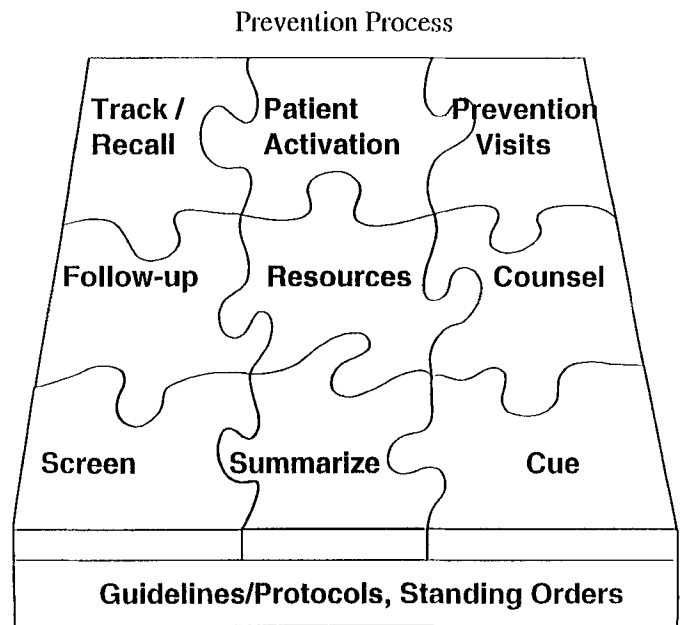 Prevention Process
Track / Recall
Patient Activation
Prevention Visits
Follow-up
Resources
Counsel
Screen
Summarize
Cue
Guidelines/Protocols, Standing Orders